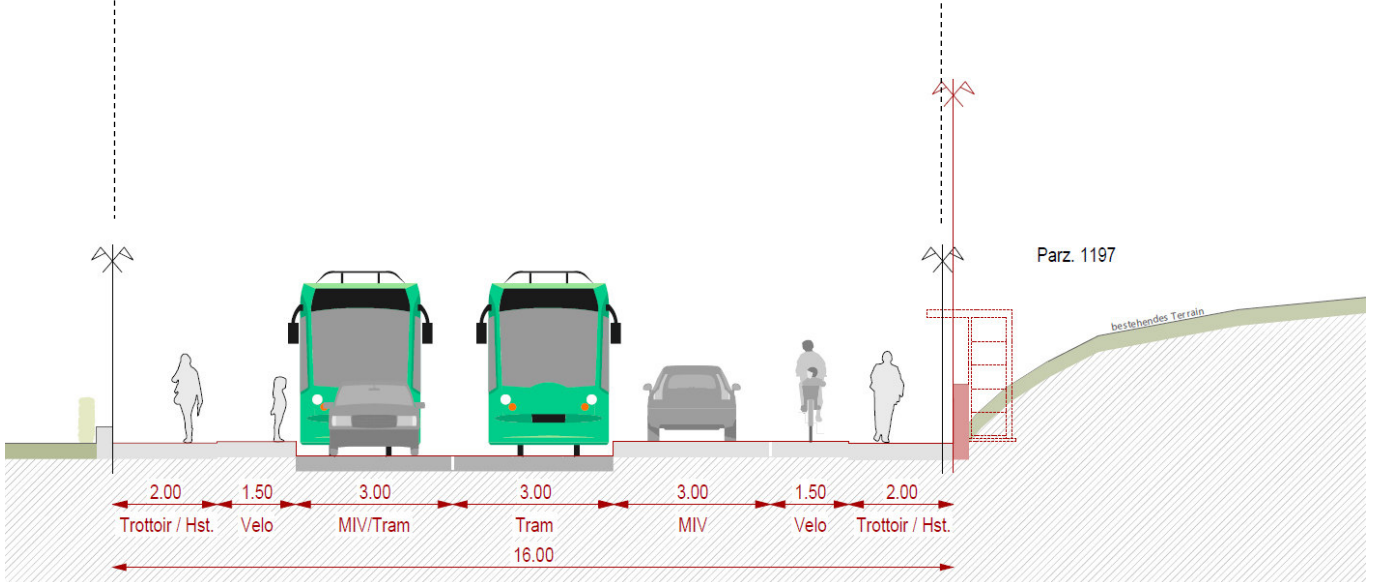 Parz. 1197
bestehendes Terrain
2.00 1.50 3.00 3.00 3.00 1.50 2.00
Trottoir / Hst. Velo MIV/Tram Tram MIV Velo Trottoir / Hst.
16.00